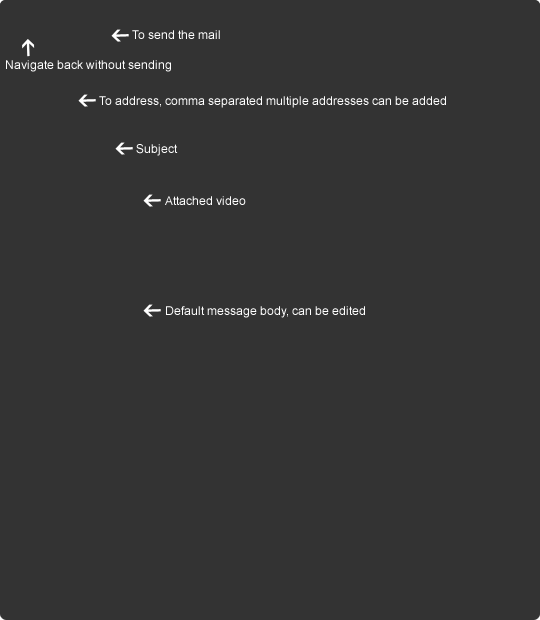 To send the mail
Navigate back without sending
To address, comma separated multiple addresses can be added
Subject
Attached video
Default message body, can be edited